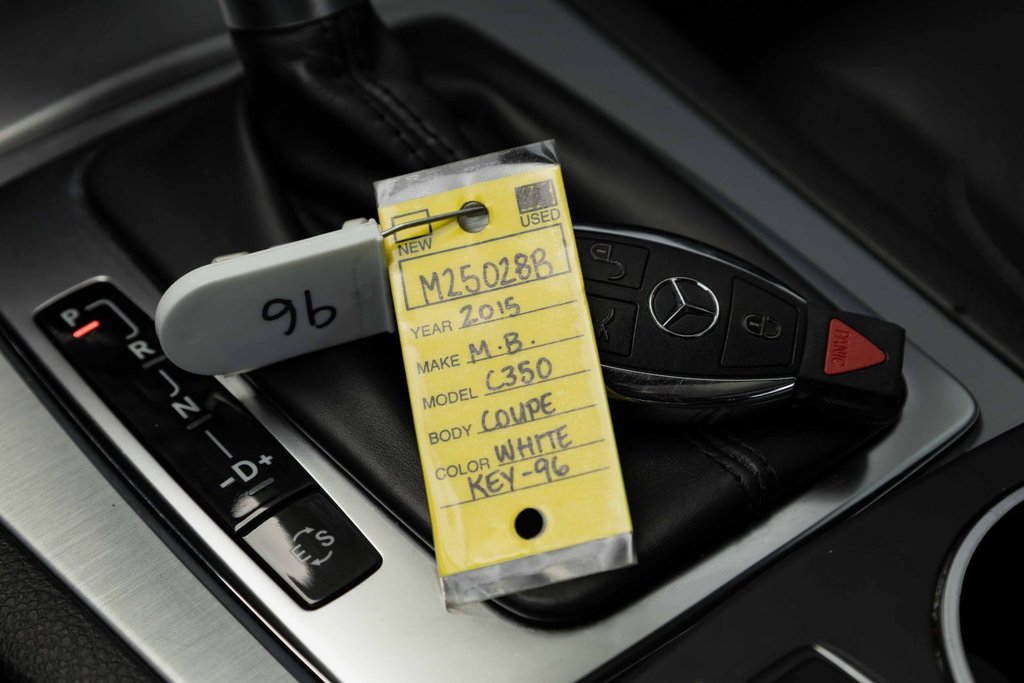 NEW
USED
M25028B
YEAR 2015
MAKE M.B.
MODEL C350
BODY COUPE
COLOR WHITE
KEY-96
96
PANIC
P
R
N
-D+
E S